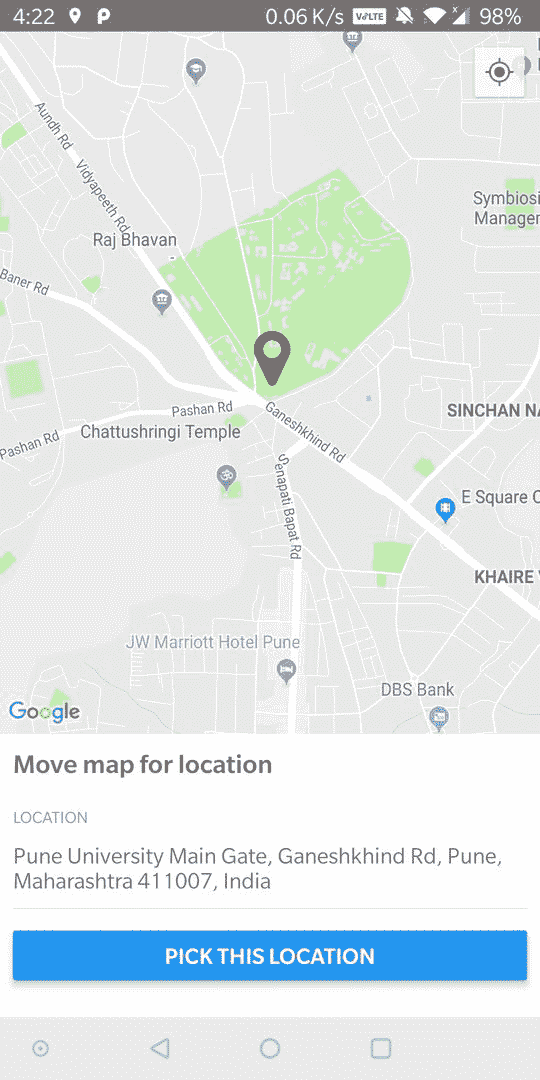 4:22 0.06 K/s VoLTE 98%
Aundh Rd
Vidyapeeth Rd
Symbiosi
Manager
Raj Bhavan
Baner Rd
Pashan Rd
Ganeshkhind Rd
SINCHAN NA
Chattushringi Temple
Pashan Rd
Senapati Bapat Rd
E Square C
KHAIRE
JW Marriott Hotel Pune
DBS Bank
Google
Move map for location
LOCATION
Pune University Main Gate, Ganeshkhind Rd, Pune,
Maharashtra 411007, India
PICK THIS LOCATION